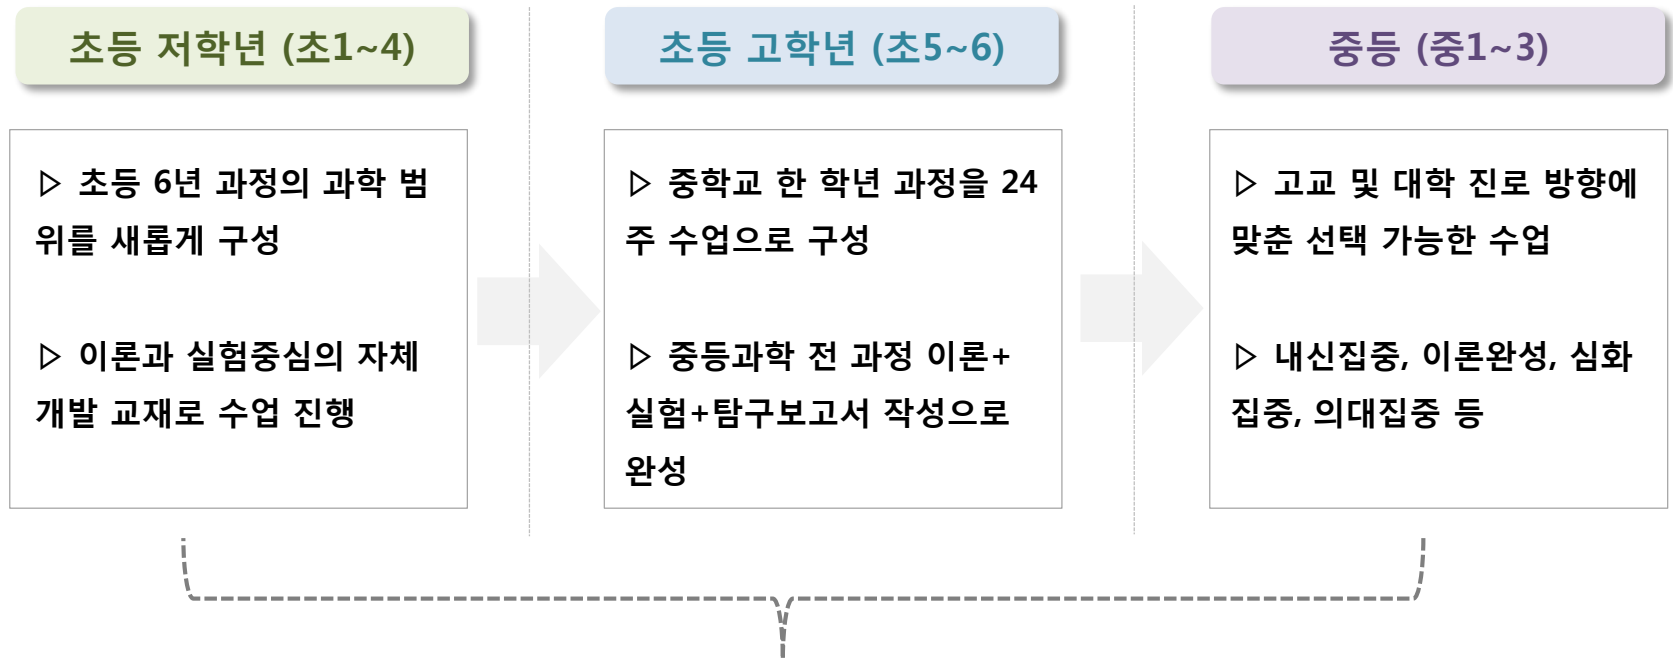 초등 저학년 (초1~4)
▷ 초등 6년 과정의 과학 범
위를 새롭게 구성
▷ 이론과 실험중심의 자체
개발 교재로 수업 진행
초등 고학년 (초5~6)
▷ 중학교 한 학년 과정을 24
주 수업으로 구성
▷ 중등과학 전 과정 이론+
실험+탐구보고서 작성으로
완성
중등 (중1~3)
▷ 고교 및 대학 진로 방향에
맞춘 선택 가능한 수업
▷ 내신집중, 이론완성, 심화
집중, 의대집중 등